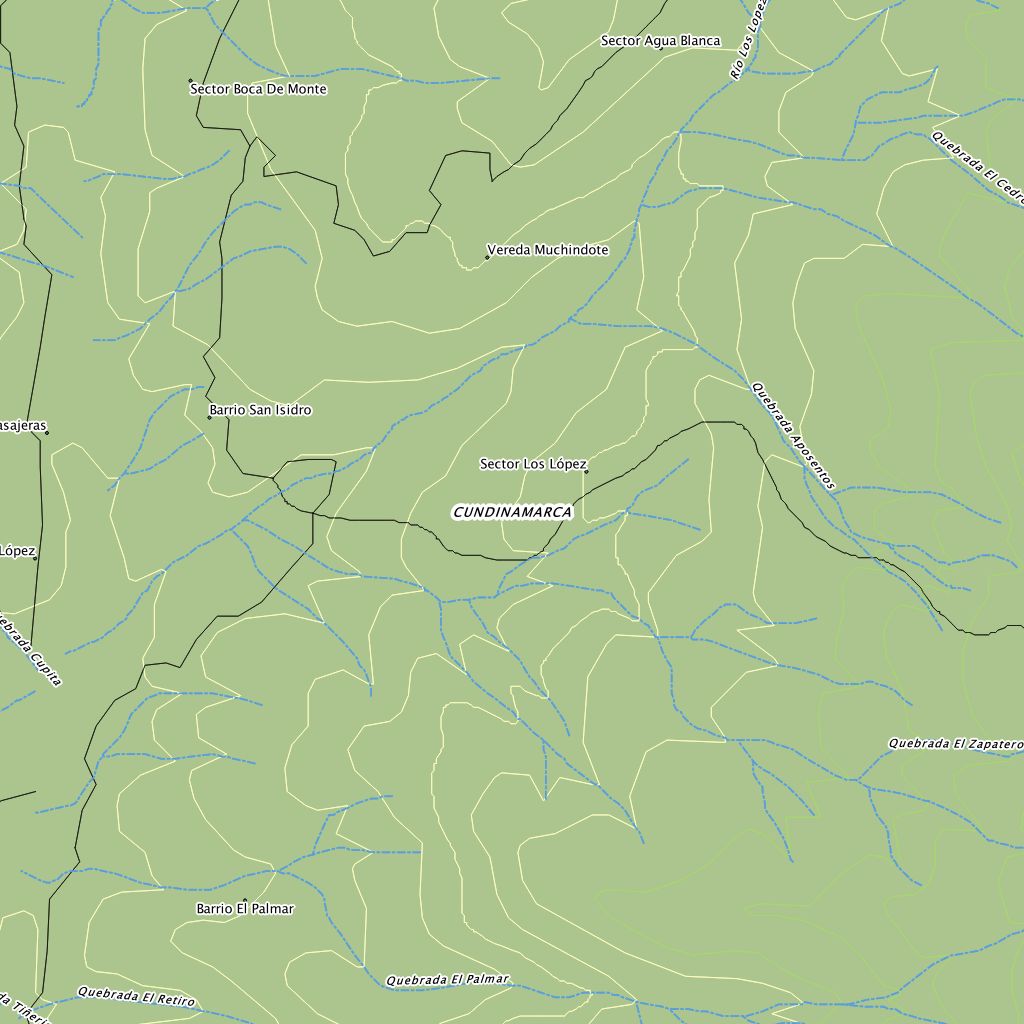 Sector Agua Blanca
Río Los Lopez
Sector Boca De Monte
Quebrada El Cedro
Vereda Muchindote
Barrio San Isidro
Quebrada Aposentos
asajeras
Sector Los López
CUNDINAMARCA
López
uebrada Cupita
Quebrada El Zapatero
Barrio El Palmar
Quebrada El Palmar
Quebrada El Retiro